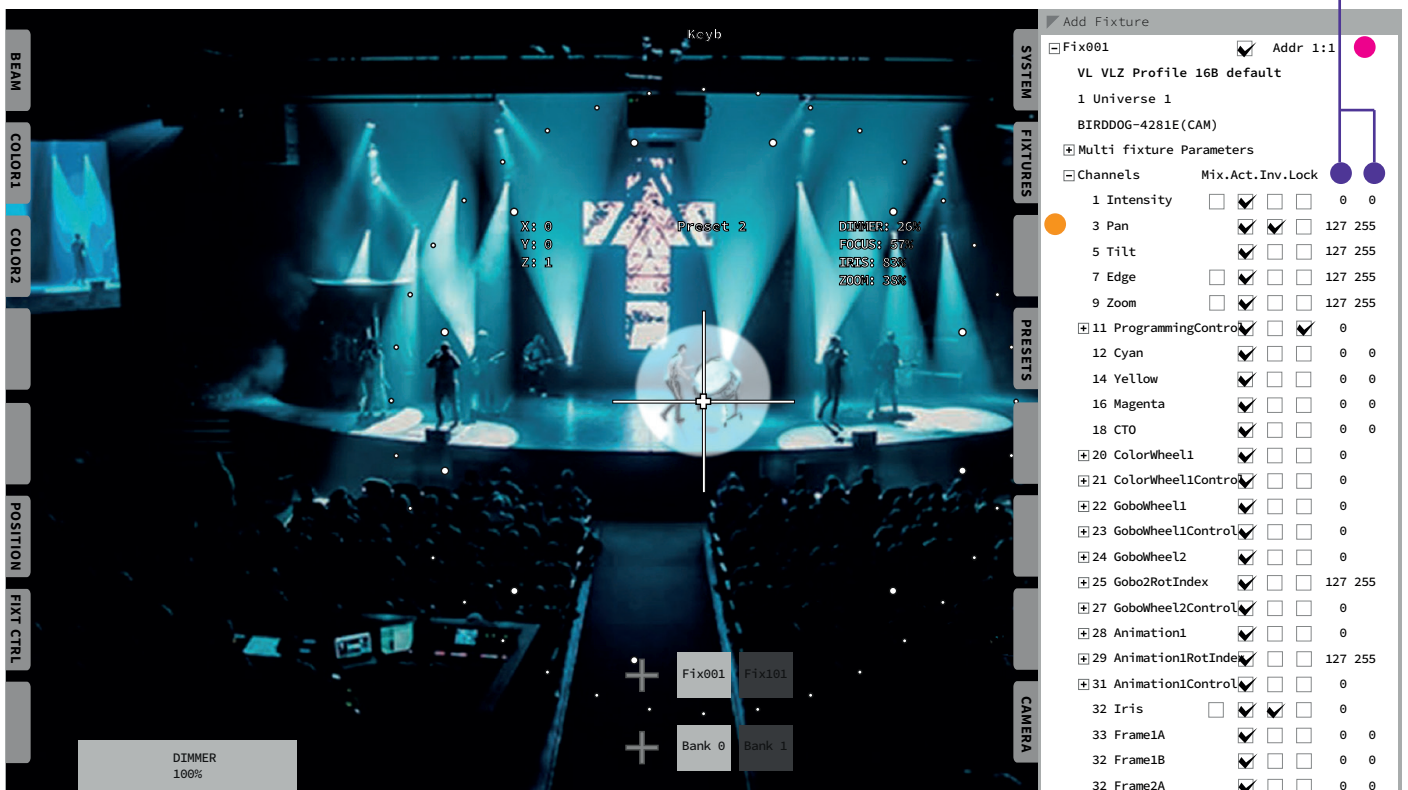 Keyb
BEAM
COLOR1
COLOR2
POSITION
FIXT CTRL
X: 0
Y: 0
Z: 1
Preset 2
DIMMER: 26%
FOCUS: 57%
IRIS: 83%
ZOOM: 38%
Fix001 Fix101
Bank 0 Bank 1
DIMMER
100%
SYSTEM
FIXTURES
PRESETS
CAMERA
Add Fixture
Fix001 Addr 1:1
VL VLZ Profile 16B default
1 Universe 1
BIRDDOG-4281E(CAM)
Multi fixture Parameters
Channels Mix.Act.Inv.Lock
1 Intensity 0 0
3 Pan 127 255
5 Tilt 127 255
7 Edge 127 255
9 Zoom 127 255
11 ProgrammingContro 0
12 Cyan 0 0
14 Yellow 0 0
16 Magenta 0 0
18 CTO 0 0
20 ColorWheel1 0
21 ColorWheel1Contro 0
22 GoboWheel1 0
23 GoboWheel1Control 0
24 GoboWheel2 0
25 Gobo2RotIndex 127 255
27 GoboWheel2Control 0
28 Animation1 0
29 Animation1RotInde 127 255
31 Animation1Control 0
32 Iris 0
33 Frame1A 0 0
32 Frame1B 0 0
32 Frame2A 0 0